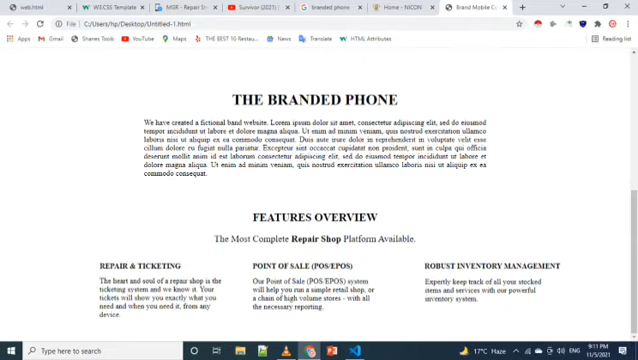 web.html
W3.CSS Template
MGR - Repair
Survivor (2021)
branded phone
Home - NICON
Brand Mobile Co
File
C:/Users/hp/Desktop/Untitled-1.html
Apps
Gmail
Shanes Tools
YouTube
Maps
THE BEST 10 Restau...
News
Translate
HTML Attributes
Reading list
THE BRANDED PHONE
We have created a fictional band website. Lorem ipsum dolor sit amet, consectetur adipiscing elit, sed do eiusmod
tempor incididunt ut labore et dolore magna aliqua. Ut enim ad minim veniam, quis nostrud exercitation ullamco
laboris nisi ut aliquip ex ea commodo consequat. Duis aute irure dolor in reprehenderit in voluptate velit esse
cillum dolore eu fugiat nulla pariatur. Excepteur sint occaecat cupidatat non proident, sunt in culpa qui officia
deserunt mollit anim id est laborum consectetur adipiscing elit, sed do eiusmod tempor incididunt ut labore et
dolore magna aliqua. Ut enim ad minim veniam, quis nostrud exercitation ullamco laboris nisi ut aliquip ex ea
commodo consequat.
FEATURES OVERVIEW
The Most Complete Repair Shop Platform Available.
REPAIR & TICKETING
The heart and soul of a repair shop is the
ticketing system and we know it. Your
tickets will show you exactly what you
need and when you need it, from any
device.
POINT OF SALE (POS/EPOS)
Our Point of Sale (POS/EPOS) system
will help you run a simple retail shop, or
a chain of high volume stores - with all
the necessary reporting.
ROBUST INVENTORY MANAGEMENT
Expertly keep track of all your stocked
items and services with our powerful
inventory system.
Type here to search
17°C Haze
ENG
9:11 PM
11/5/2021